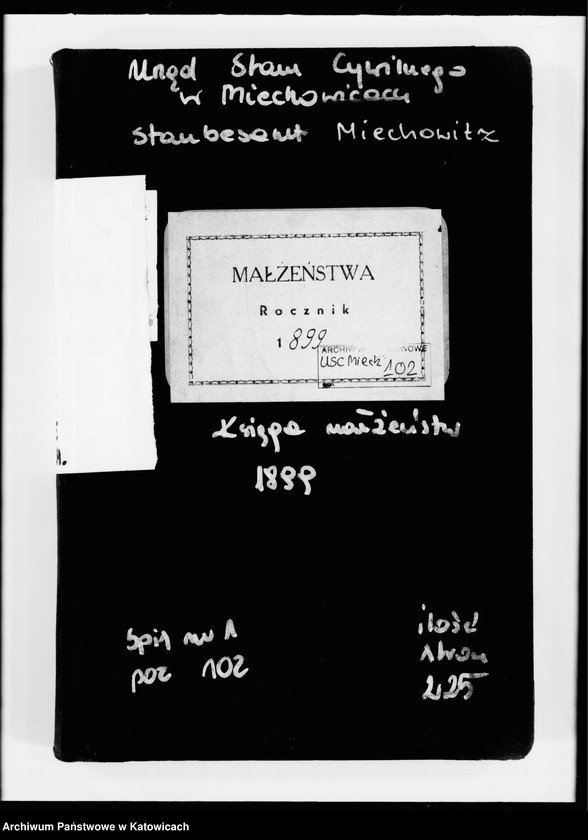 Urząd Stanu Cywilnego
w Miechowicach
Standesamt Miechowitz
MAŁŻEŃSTWA
Rocznik
1899
USC Miech.
102
Księga małżeństw
1899
Spis nr A
poz 102
ilość
stron
225
Archiwum Państwowe w Katowicach